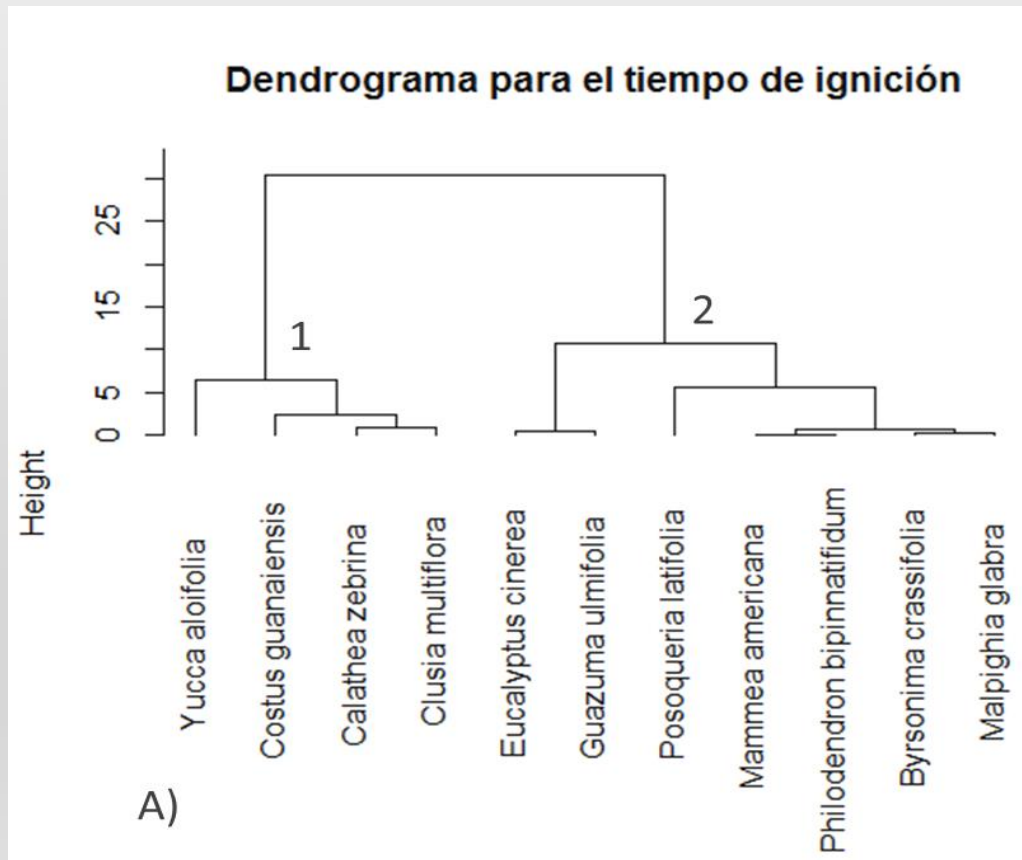 Dendrograma para el tiempo de ignición
Height
25
15
5
0
1
2
Yucca aloifolia
Costus guanaiensis
Calathea zebrina
Clusia multiflora
Eucalyptus cinerea
Guazuma ulmifolia
Posoqueria latifolia
Mammea americana
Philodendron bipinnatifidum
Byrsonima crassifolia
Malpighia glabra
A)